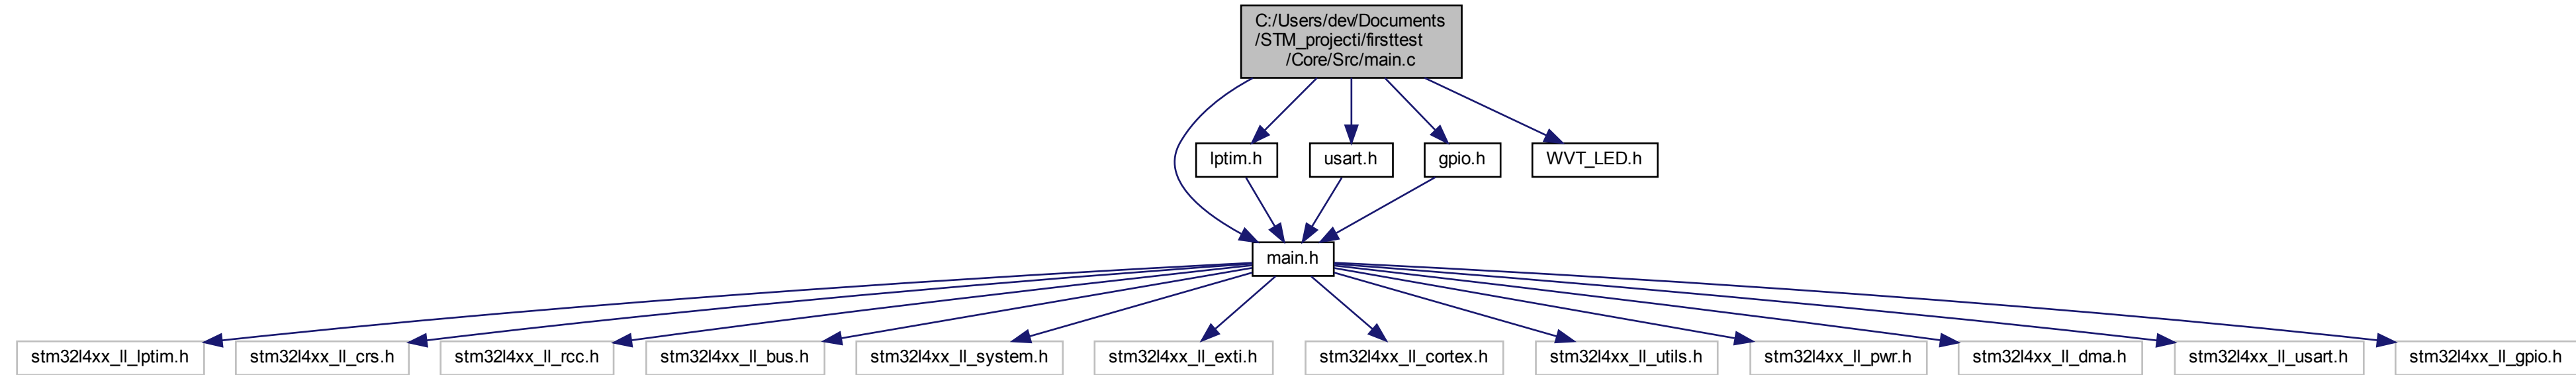 C:/Users/dev/Documents
/STM_projecti/firsttest
/Core/Src/main.c
lptim.h
usart.h
gpio.h
WVT_LED.h
main.h
stm32l4xx_ll_lptim.h
stm32l4xx_ll_crs.h
stm32l4xx_ll_rcc.h
stm32l4xx_ll_bus.h
stm32l4xx_ll_system.h
stm32l4xx_ll_exti.h
stm32l4xx_ll_cortex.h
stm32l4xx_ll_utils.h
stm32l4xx_ll_pwr.h
stm32l4xx_ll_dma.h
stm32l4xx_ll_usart.h
stm32l4xx_ll_gpio.h